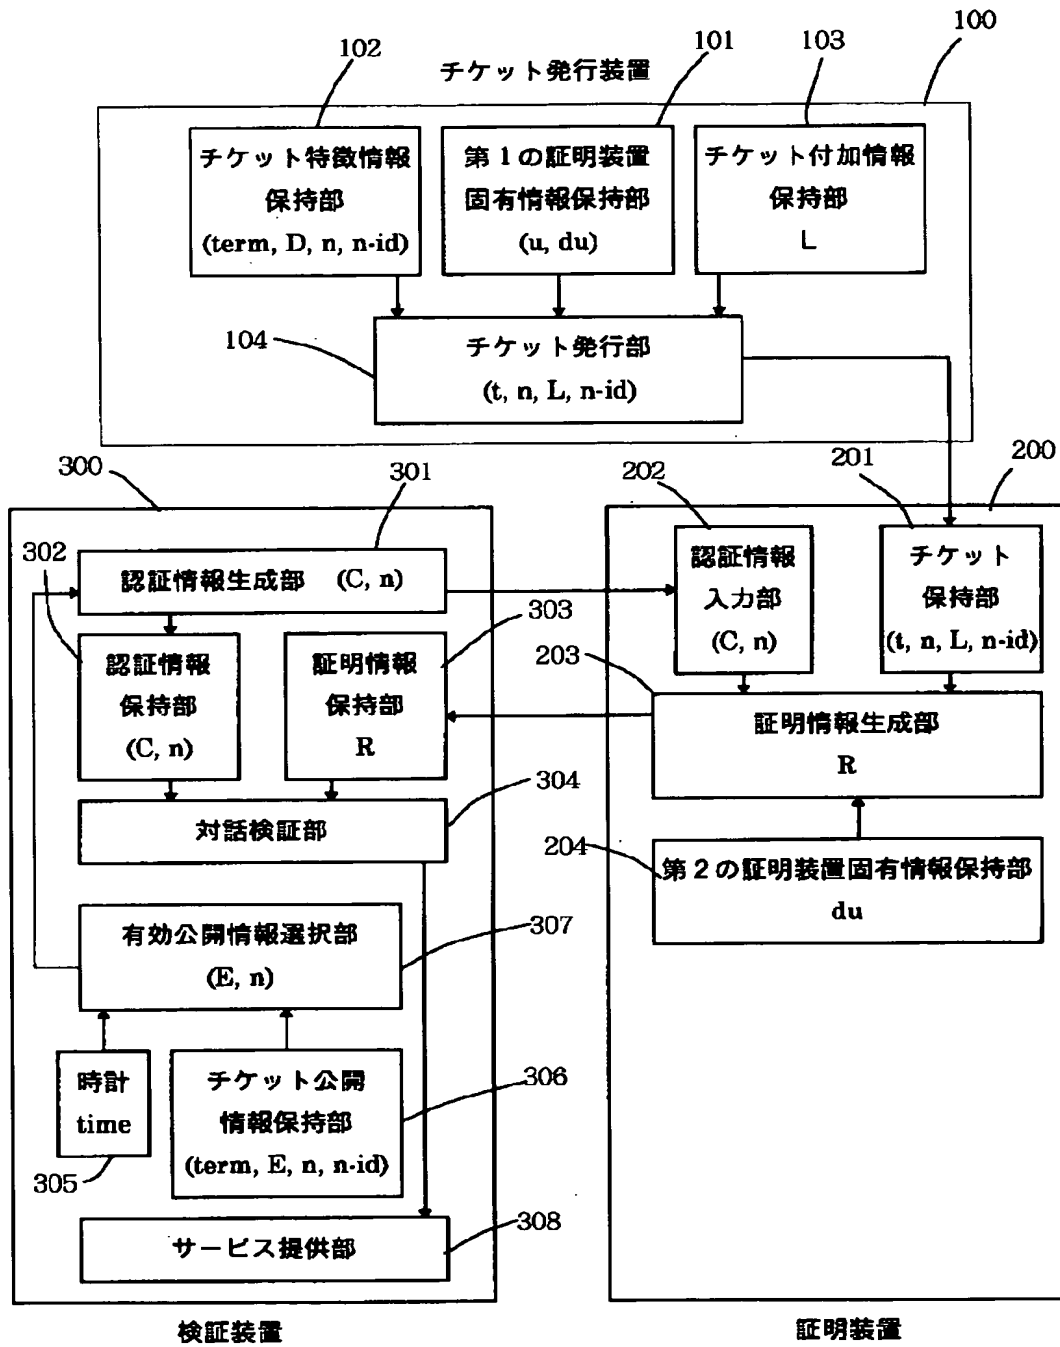 100
チケット発行装置
102
101
103
チケット特徴情報
保持部
(term, D, n, n-id)
第1の証明装置
固有情報保持部
(u, du)
チケット付加情報
保持部
L
104
チケット発行部
(t, n, L, n-id)
300
301
302
認証情報生成部 (C, n)
認証情報
保持部
(C, n)
303
証明情報
保持部
R
304
対話検証部
307
有効公開情報選択部
(E, n)
時計
time
305
306
チケット公開
情報保持部
(term, E, n, n-id)
308
サービス提供部
検証装置
202
201
200
認証情報
入力部
(C, n)
チケット
保持部
(t, n, L, n-id)
203
証明情報生成部
R
204
第2の証明装置固有情報保持部
du
証明装置